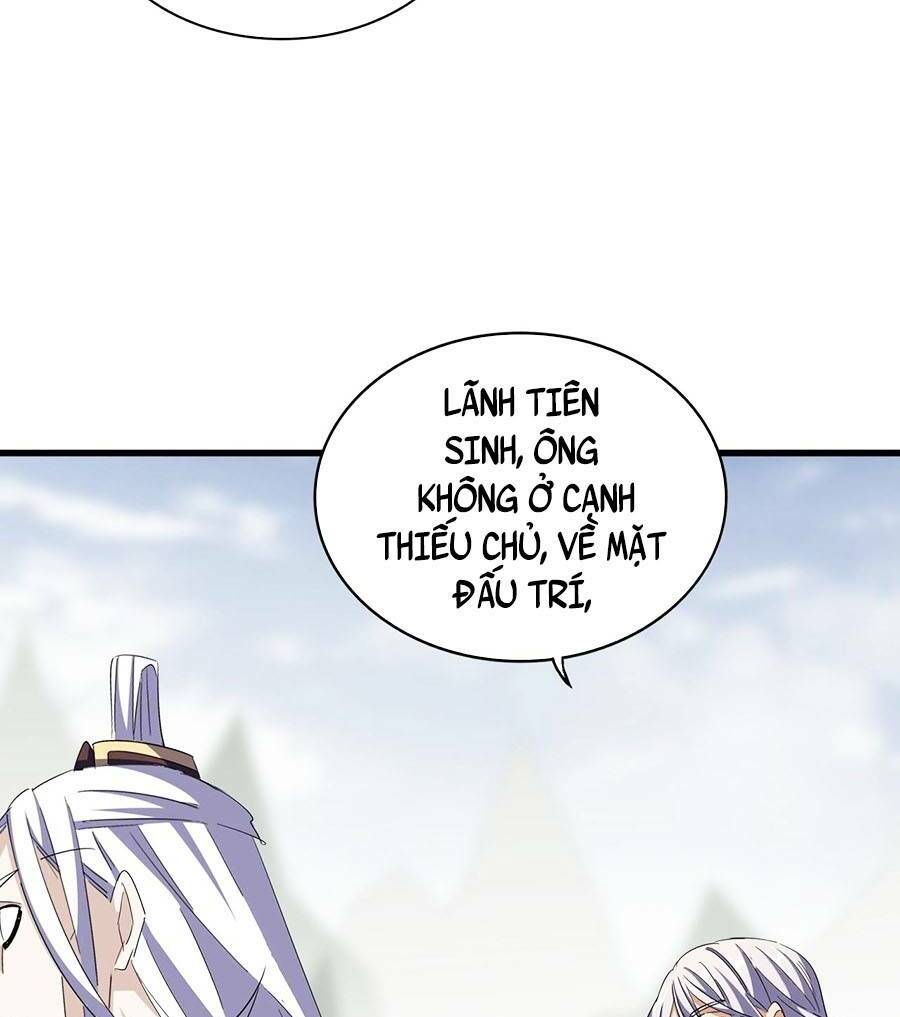 LÃNH TIÊN
SINH, ÔNG
KHÔNG Ở CẠNH
THIẾU CHỦ, VỀ MẶT
ĐẤU TRÍ,